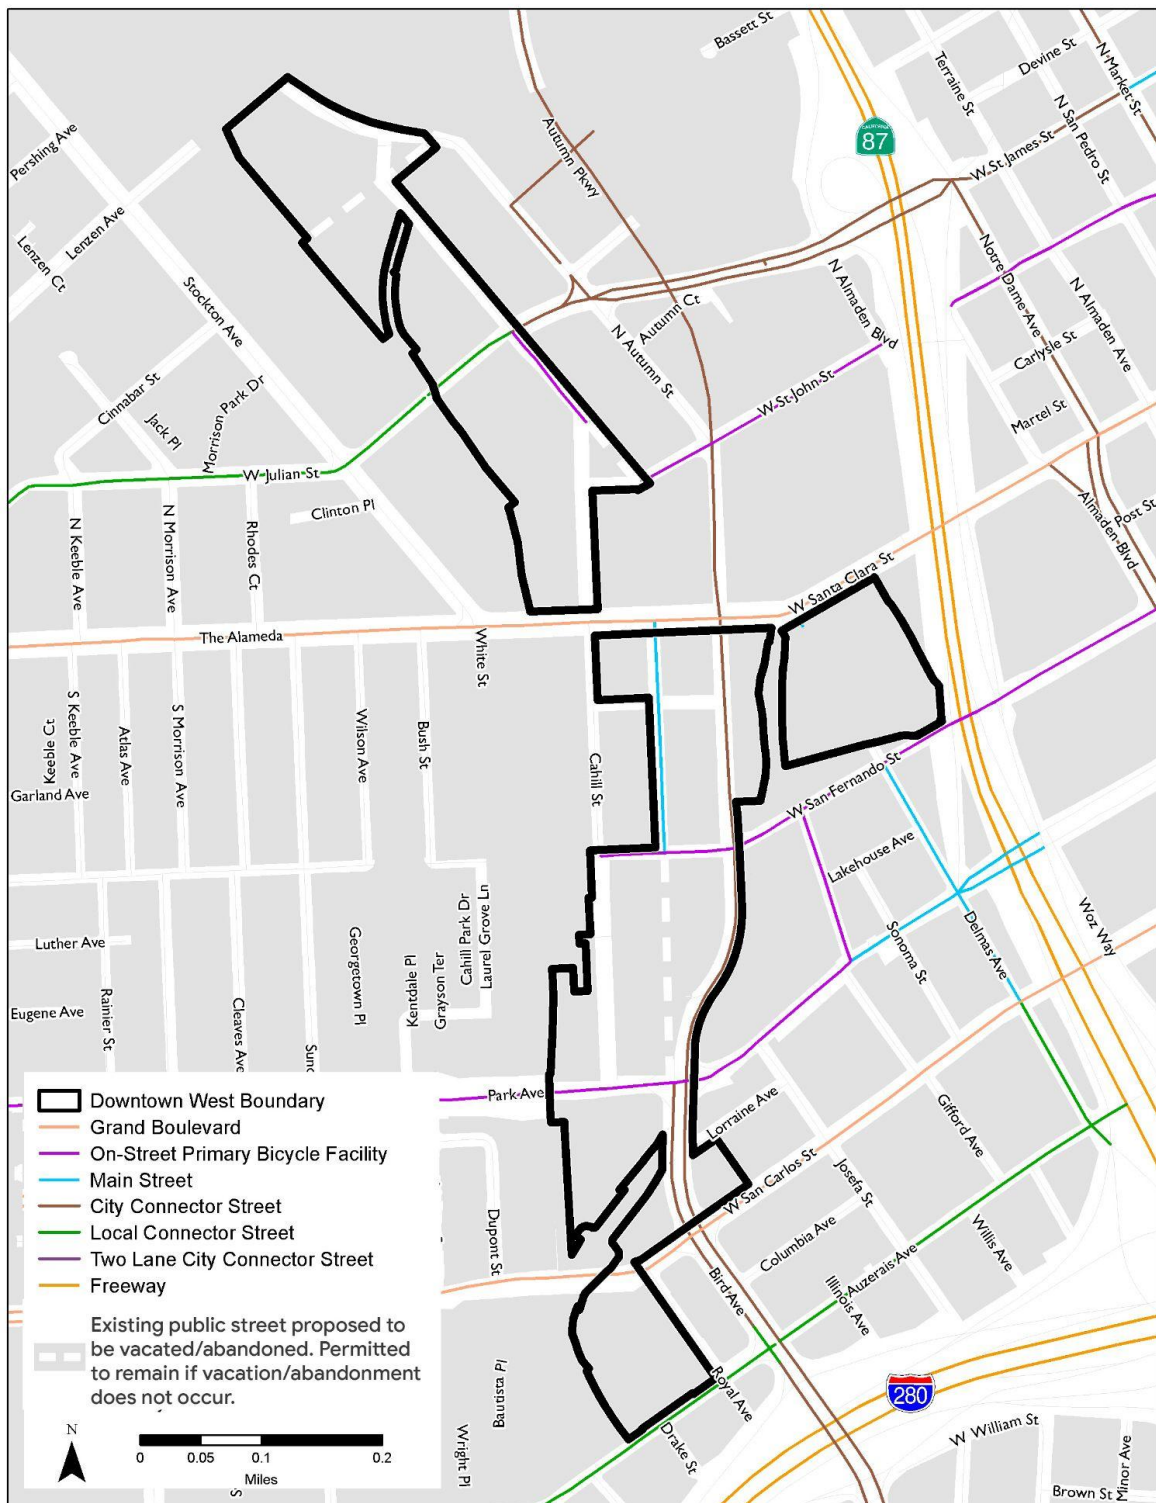 Bassett St
Terraine St
Devine St
N Market St
N San Pedro St
Pershing Ave
Autumn Pkwy
CALIFORNIA
87
W St James St
Lenzen Ave
Lenzen Ct
Notre Dame Ave
Stockton Ave
N Almaden Blvd
N Almaden Ave
Autumn Ct
N Autumn St
Carlysle St
Cinnabar St
Morrison Park Dr
Jack Pl
W St John St
Martel St
W Julian St
Clinton Pl
Almaden Blvd
Post St
N Keeble Ave
N Morrison Ave
Rhodes Ct
W Santa Clara St
The Alameda
White St
Keeble Ct
S Keeble Ave
Atlas Ave
S Morrison Ave
Wilson Ave
Bush St
Cahill St
Garland Ave
W San Fernando St
Lakehouse Ave
Luther Ave
Georgetown Pl
Cahill Park Dr
Laurel Grove Ln
Sonoma St
Delmas Ave
Woz Way
Eugene Ave
Rainier St
Cleaves Ave
Kentdale Pl
Grayson Ter
Park Ave
Lorraine Ave
Gifford Ave
Josefa St
W San Carlos St
Dupont St
Columbia Ave
Willis Ave
Auzerais Ave
Illinois Ave
Bird Ave
Royal Ave
Drake St
Bautista Pl
Wright Pl
280
W William St
Minor Ave
Brown St
Downtown West Boundary
Grand Boulevard
On-Street Primary Bicycle Facility
Main Street
City Connector Street
Local Connector Street
Two Lane City Connector Street
Freeway
Existing public street proposed to
be vacated/abandoned. Permitted
to remain if vacation/abandonment
does not occur.
N
0 0.05 0.1 0.2
Miles